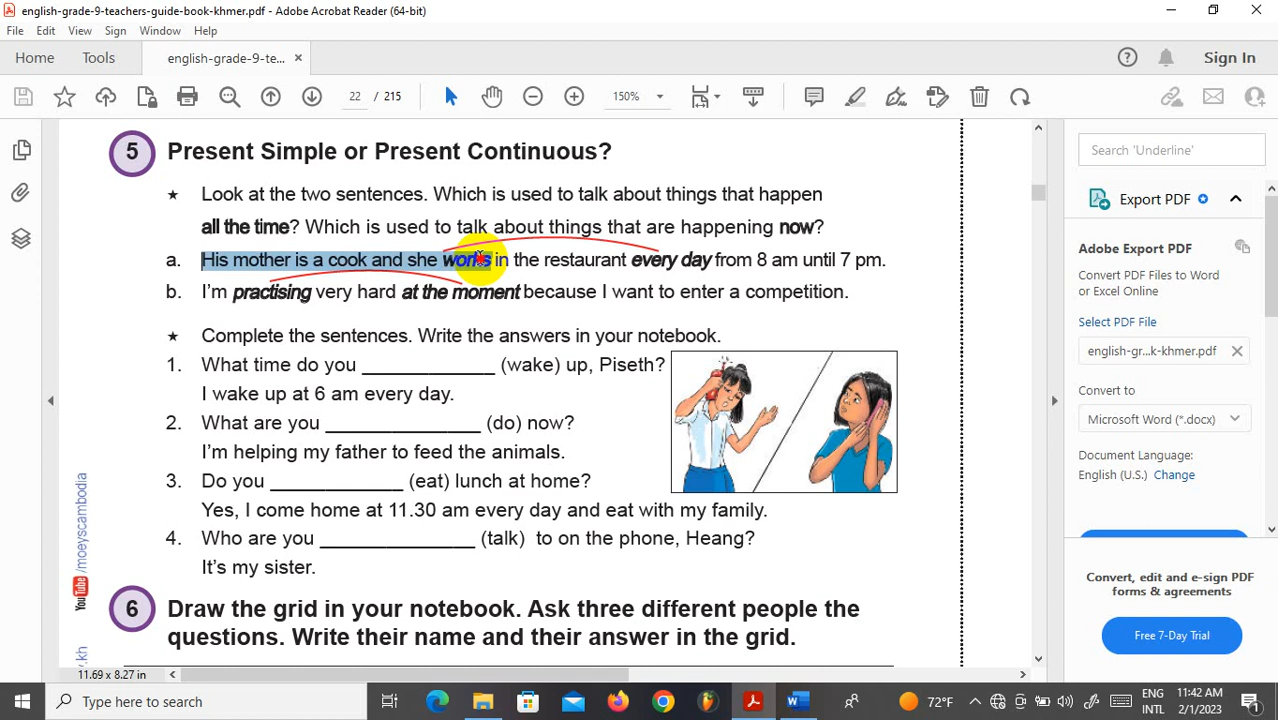 english-grade-9-teachers-guide-book-khmer.pdf - Adobe Acrobat Reader (64-bit)
File Edit View Sign Window Help
Home Tools english-grade-9-te... Sign In
22 / 215 150%
5 Present Simple or Present Continuous?
★ Look at the two sentences. Which is used to talk about things that happen
all the time? Which is used to talk about things that are happening now?
a. His mother is a cook and she works in the restaurant every day from 8 am until 7 pm.
b. I'm practising very hard at the moment because I want to enter a competition.
★ Complete the sentences. Write the answers in your notebook.
1. What time do you ____________ (wake) up, Piseth?
I wake up at 6 am every day.
2. What are you ______________ (do) now?
I'm helping my father to feed the animals.
3. Do you ____________ (eat) lunch at home?
Yes, I come home at 11.30 am every day and eat with my family.
4. Who are you ______________ (talk) to on the phone, Heang?
It's my sister.
6 Draw the grid in your notebook. Ask three different people the
questions. Write their name and their answer in the grid.
YouTube /moeyscambodia
.kh
11.69 x 8.27 in
Search 'Underline'
Export PDF
Adobe Export PDF
Convert PDF Files to Word
or Excel Online
Select PDF File
english-gr...k-khmer.pdf
Convert to
Microsoft Word (*.docx)
Document Language:
English (U.S.) Change
Convert, edit and e-sign PDF
forms & agreements
Free 7-Day Trial
Type here to search
72°F
ENG
INTL
11:42 AM
2/1/2023
1